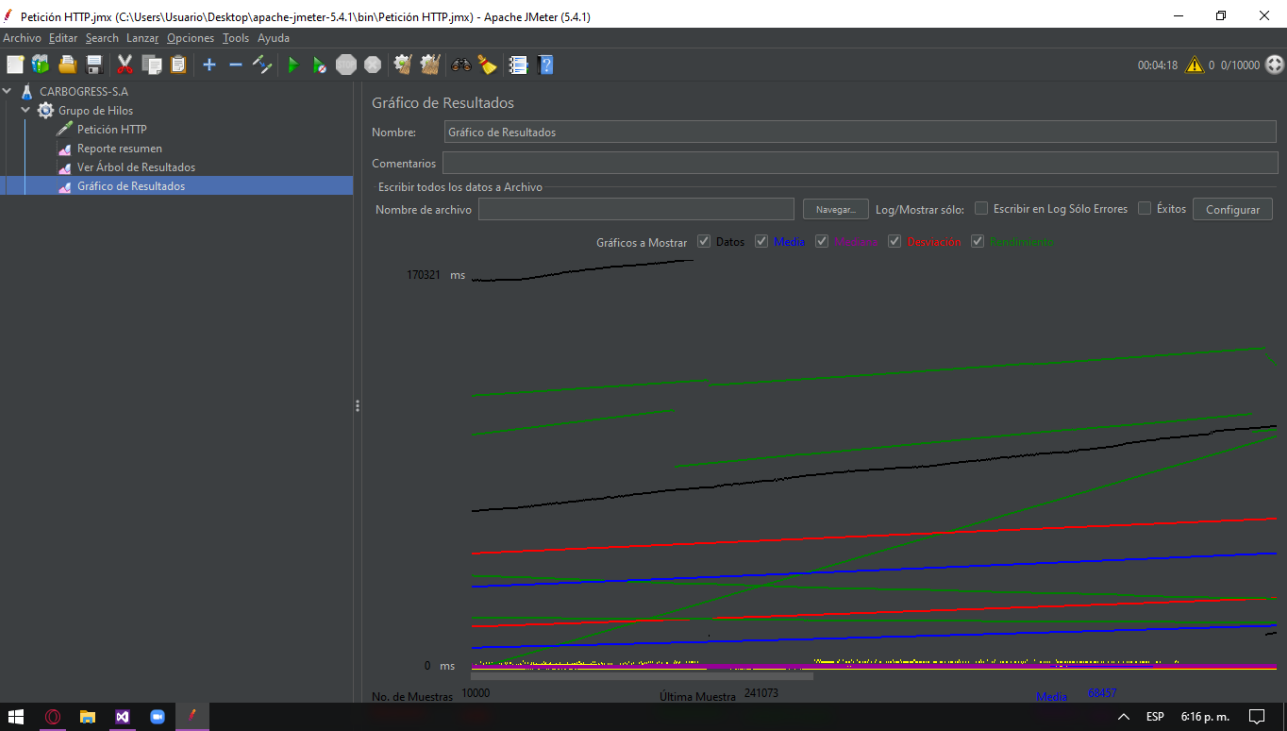 Petición HTTP.jmx (C:\Users\Usuario\Desktop\apache-jmeter-5.4.1\bin\Petición HTTP.jmx) - Apache JMeter (5.4.1)
Archivo Editar Search Lanzar Opciones Tools Ayuda
00:04:18 0 0/10000
CARBOGRESS-S.A
Grupo de Hilos
Petición HTTP
Reporte resumen
Ver Árbol de Resultados
Gráfico de Resultados
Gráfico de Resultados
Nombre: Gráfico de Resultados
Comentarios
Escribir todos los datos a Archivo
Nombre de archivo Navegar... Log/Mostrar sólo: Escribir en Log Sólo Errores Éxitos Configurar
Gráficos a Mostrar Datos Media Mediana Desviación Rendimiento
170321 ms
0 ms
No. de Muestras 10000 Última Muestra 241073 Media 68457
ESP 6:16 p. m.